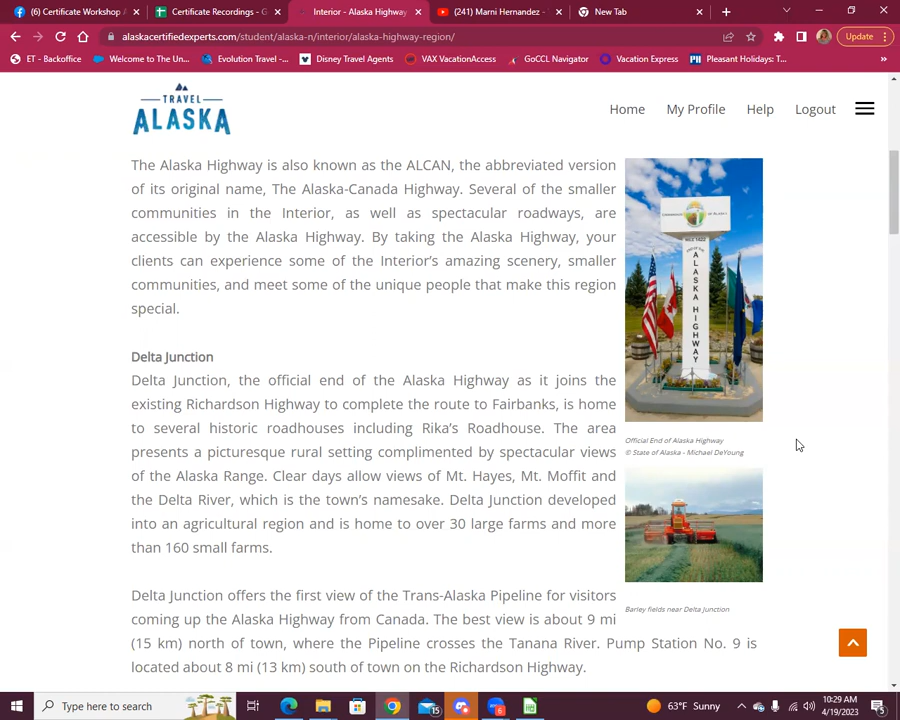 (6) Certificate Workshop A
Certificate Recordings - G
Interior - Alaska Highway
(241) Marni Hernandez -
New Tab
alaskacertifiedexperts.com/student/alaska-n/interior/alaska-highway-region/
Update
ET - Backoffice
Welcome to The Un...
Evolution Travel -...
Disney Travel Agents
VAX VacationAccess
GoCCL Navigator
Vacation Express
Pleasant Holidays: T...
TRAVEL
ALASKA
Home
My Profile
Help
Logout
The Alaska Highway is also known as the ALCAN, the abbreviated version
of its original name, The Alaska-Canada Highway. Several of the smaller
communities in the Interior, as well as spectacular roadways, are
accessible by the Alaska Highway. By taking the Alaska Highway, your
clients can experience some of the Interior's amazing scenery, smaller
communities, and meet some of the unique people that make this region
special.
ALASKA HIGHWAY
Delta Junction
Delta Junction, the official end of the Alaska Highway as it joins the
existing Richardson Highway to complete the route to Fairbanks, is home
to several historic roadhouses including Rika's Roadhouse. The area
presents a picturesque rural setting complimented by spectacular views
of the Alaska Range. Clear days allow views of Mt. Hayes, Mt. Moffit and
the Delta River, which is the town's namesake. Delta Junction developed
into an agricultural region and is home to over 30 large farms and more
than 160 small farms.
Official End of Alaska Highway
© State of Alaska - Michael DeYoung
Barley fields near Delta Junction
Delta Junction offers the first view of the Trans-Alaska Pipeline for visitors
coming up the Alaska Highway from Canada. The best view is about 9 mi
(15 km) north of town, where the Pipeline crosses the Tanana River. Pump Station No. 9 is
located about 8 mi (13 km) south of town on the Richardson Highway.
Type here to search
15
6
63°F Sunny
10:29 AM
4/19/2023
5